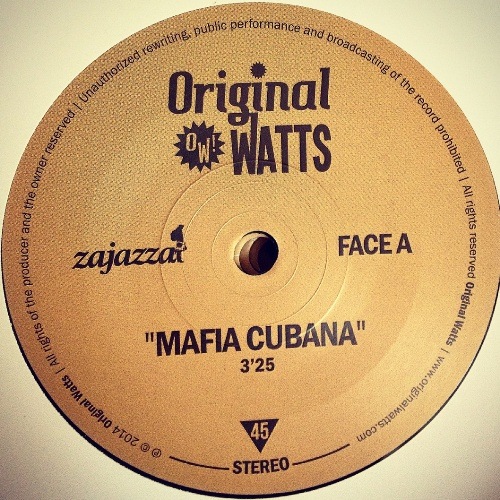 ℗ © 2014 Original Watts | All rights of the producer and the owner reserved | Unauthorized rewriting, public performance and broadcasting of the record prohibited | All rights reserved Original Watts | www.originalwatts.com
Original
OW!
WATTS
zajazza
FACE A
"MAFIA CUBANA"
3'25
45
STEREO